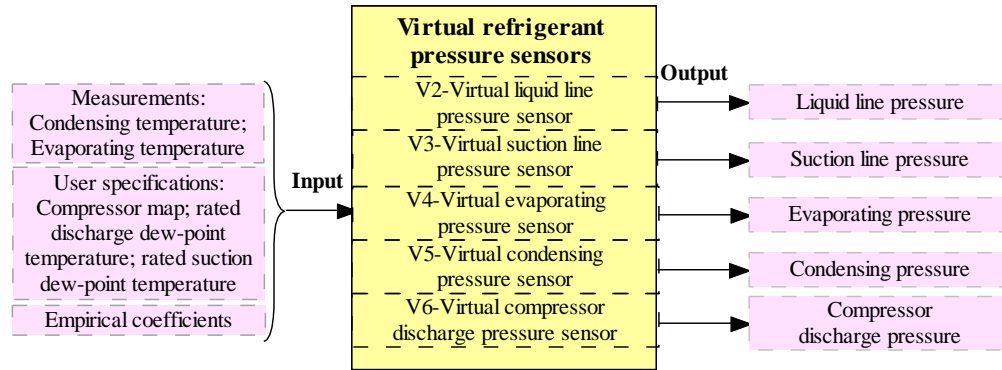 Measurements:
Condensing temperature;
Evaporating temperature
User specifications:
Compressor map; rated
discharge dew-point
temperature; rated suction
dew-point temperature
Empirical coefficients
Input
Virtual refrigerant
pressure sensors
V2-Virtual liquid line
pressure sensor
V3-Virtual suction line
pressure sensor
V4-Virtual evaporating
pressure sensor
V5-Virtual condensing
pressure sensor
V6-Virtual compressor
discharge pressure sensor
Output
Liquid line pressure
Suction line pressure
Evaporating pressure
Condensing pressure
Compressor
discharge pressure